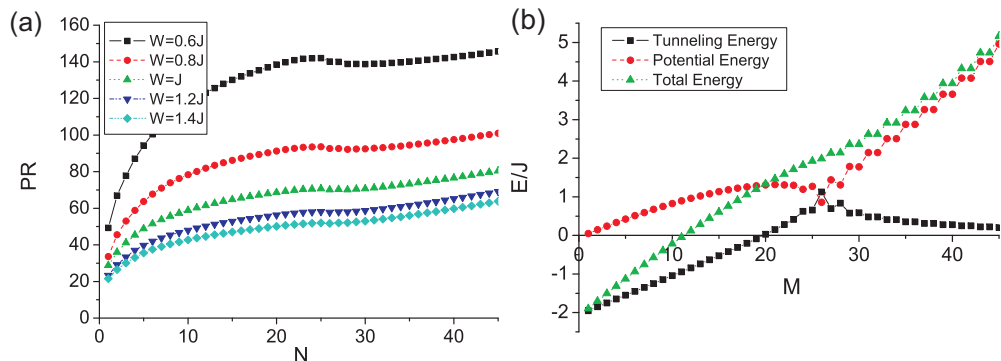 (a)
160
140
120
100
80
60
40
20
0
PR
W=0.6J
W=0.8J
W=J
W=1.2J
W=1.4J
0 10 20 30 40
N
(b)
5
4
3
2
1
0
-1
-2
E/J
Tunneling Energy
Potential Energy
Total Energy
10 20 30 40
M